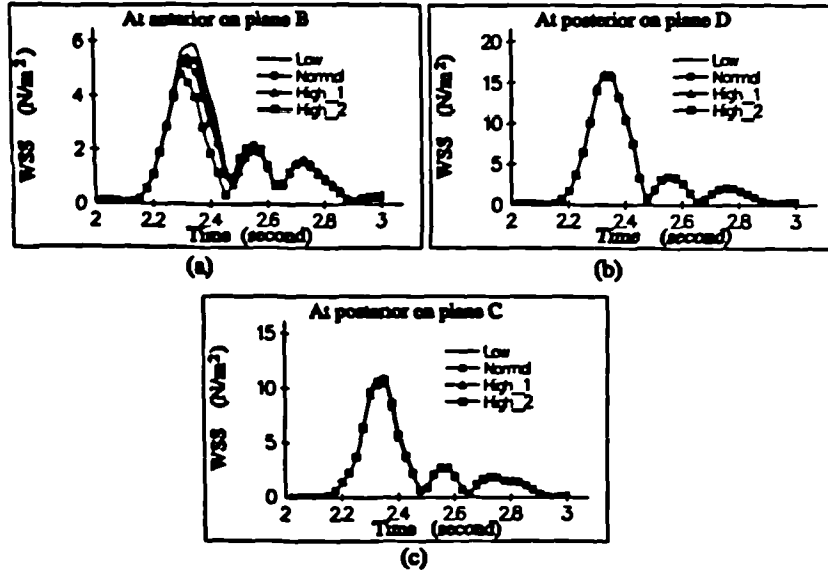 At anterior on plane B
WSS (N/m²)
6
4
2
0
Low
Normal
High_1
High_2
2 2.2 2.4 2.6 2.8 3
Time (second)
(a)
At posterior on plane D
WSS (N/m²)
20
15
10
5
0
Low
Normal
High_1
High_2
2 2.2 2.4 2.6 2.8 3
Time (second)
(b)
At posterior on plane C
WSS (N/m²)
15
10
5
0
Low
Normal
High_1
High_2
2 2.2 2.4 2.6 2.8 3
Time (second)
(c)